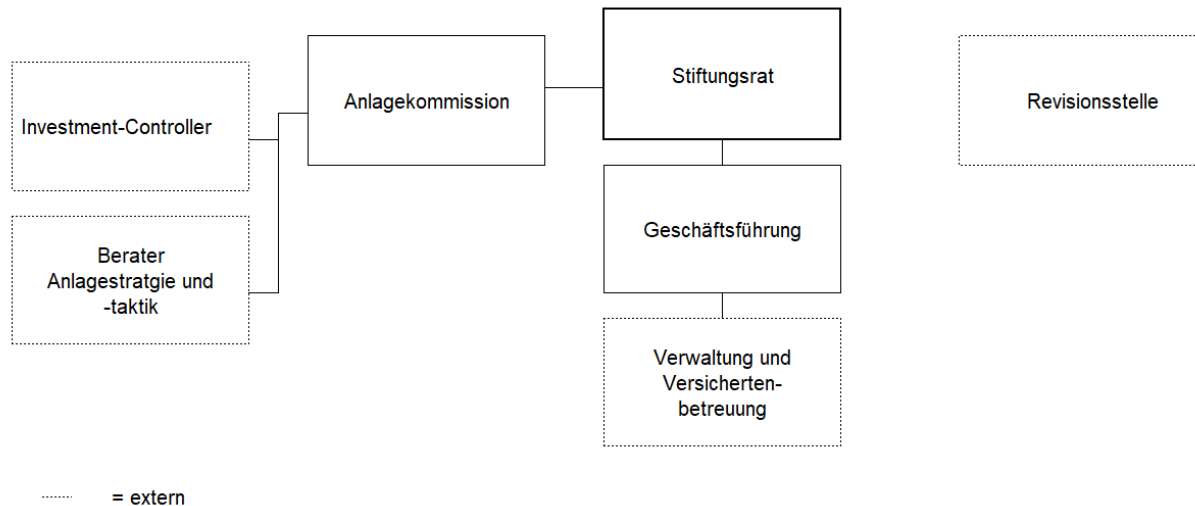 Stiftungsrat
Anlagekommission
Revisionsstelle
Investment-Controller
Geschäftsführung
Berater
Anlagestratgie und
-taktik
Verwaltung und
Versicherten-
betreuung
= extern